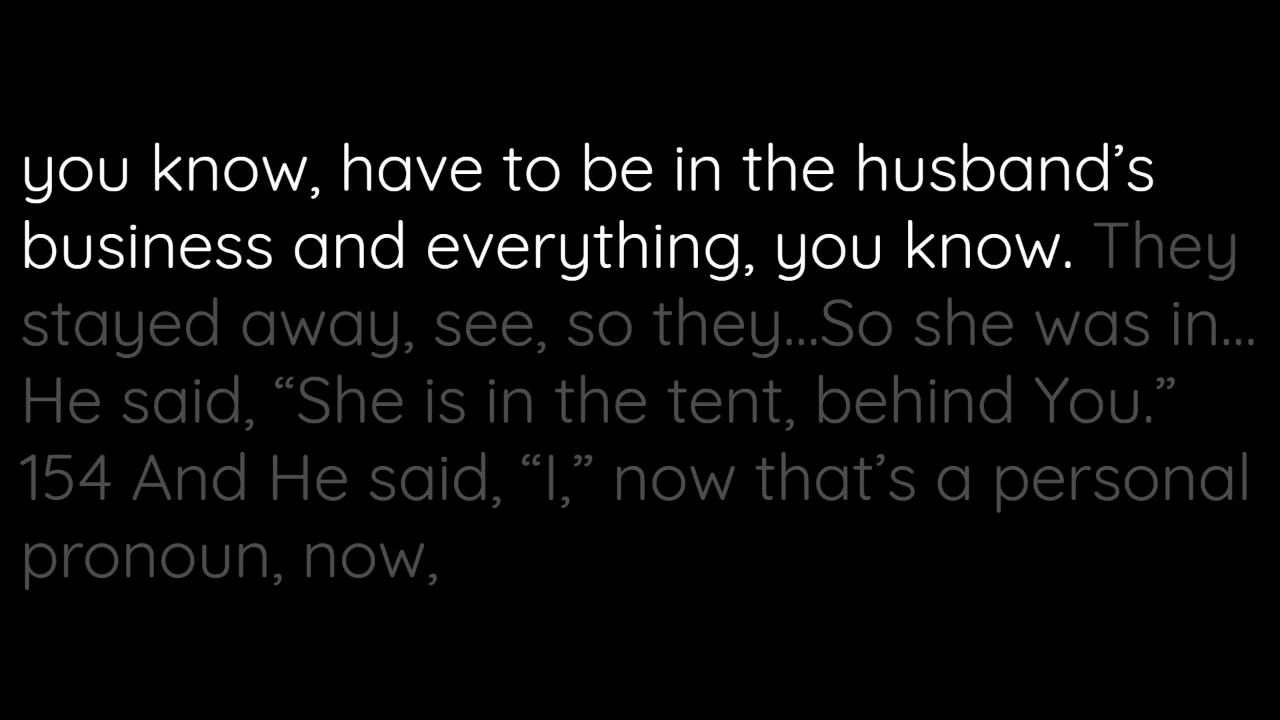 you know, have to be in the husband’s
business and everything, you know. They
stayed away, see, so they...So she was in...
He said, “She is in the tent, behind You.”
154 And He said, “I,” now that’s a personal
pronoun, now,